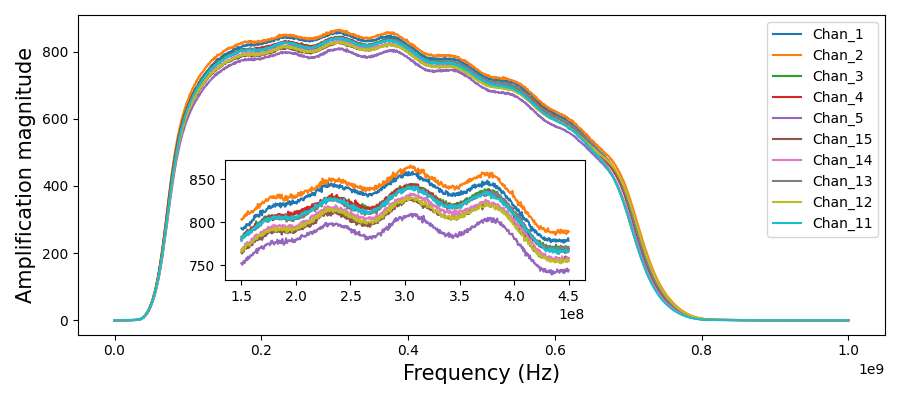 Amplification magnitude
800
600
400
200
0
0.0
0.2
0.4
0.6
0.8
1.0
1e9
Frequency (Hz)
850
800
750
1.5
2.0
2.5
3.0
3.5
4.0
4.5
1e8
Chan_1
Chan_2
Chan_3
Chan_4
Chan_5
Chan_15
Chan_14
Chan_13
Chan_12
Chan_11